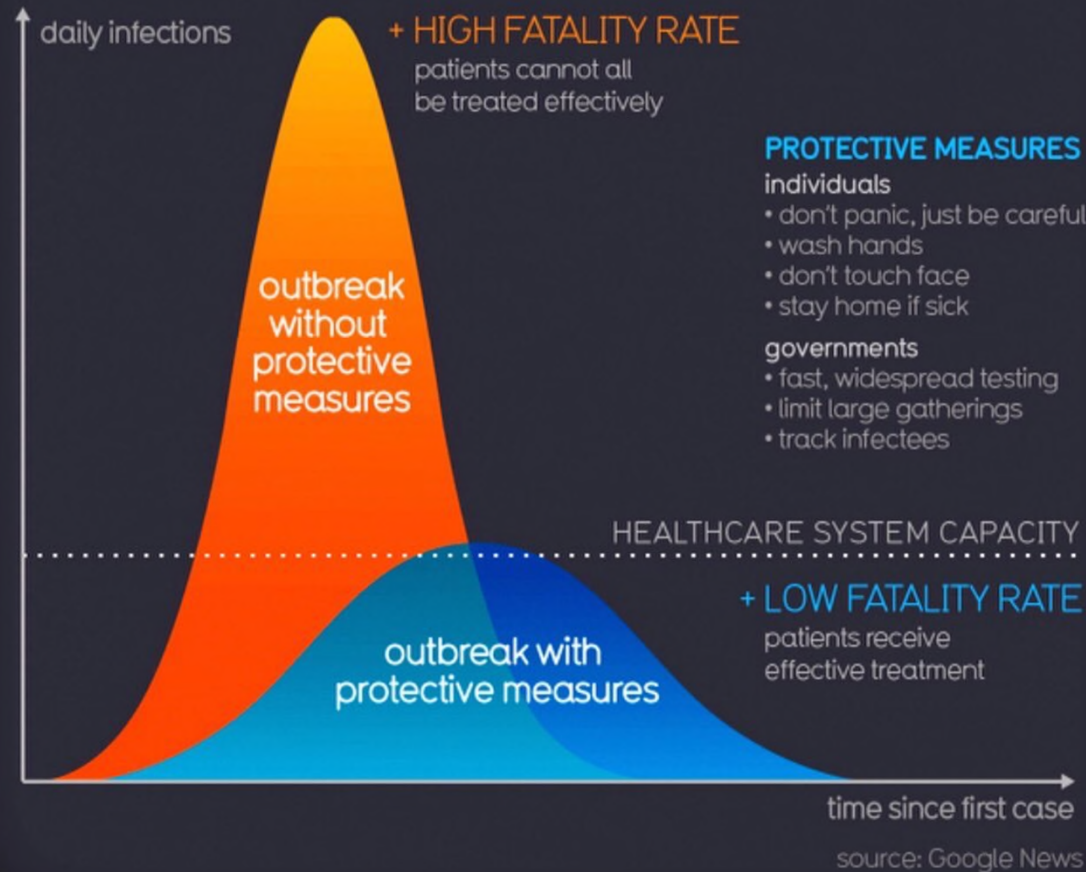 daily infections
+ HIGH FATALITY RATE
patients cannot all
be treated effectively
PROTECTIVE MEASURES
individuals
• don't panic, just be careful
• wash hands
• don't touch face
• stay home if sick
governments
• fast, widespread testing
• limit large gatherings
• track infectees
outbreak
without
protective
measures
HEALTHCARE SYSTEM CAPACITY
+ LOW FATALITY RATE
patients receive
effective treatment
outbreak with
protective measures
time since first case
source: Google News